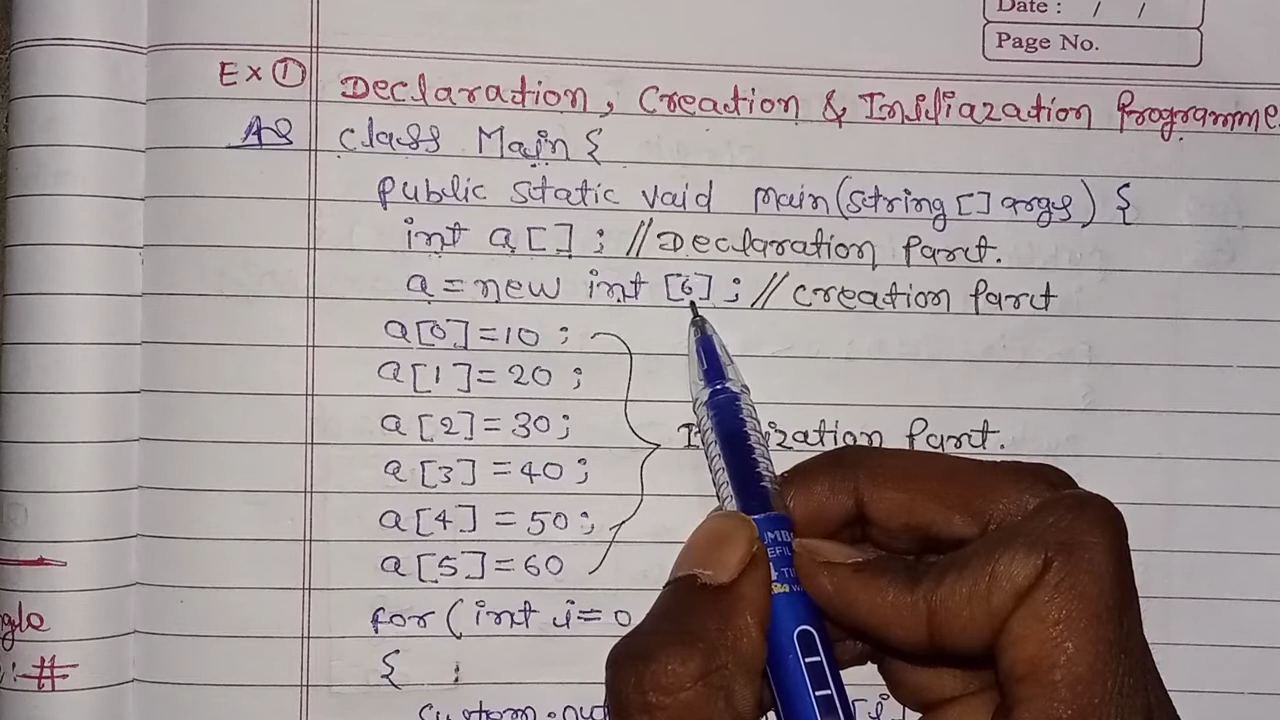 Date : / /
Page No.
Ex ① Declaration, Creation & Initiazation Programme
AS class Main {
public static void main(string [] args) {
int a [] ; // Declaration part.
a = new int [6] ; // creation part
a [0] = 10 ;
a [1] = 20 ;
a [2] = 30 ;
a [3] = 40 ;
a [4] = 50 ;
a [5] = 60
ization part.
for ( int i = 0
{ ;
[i]